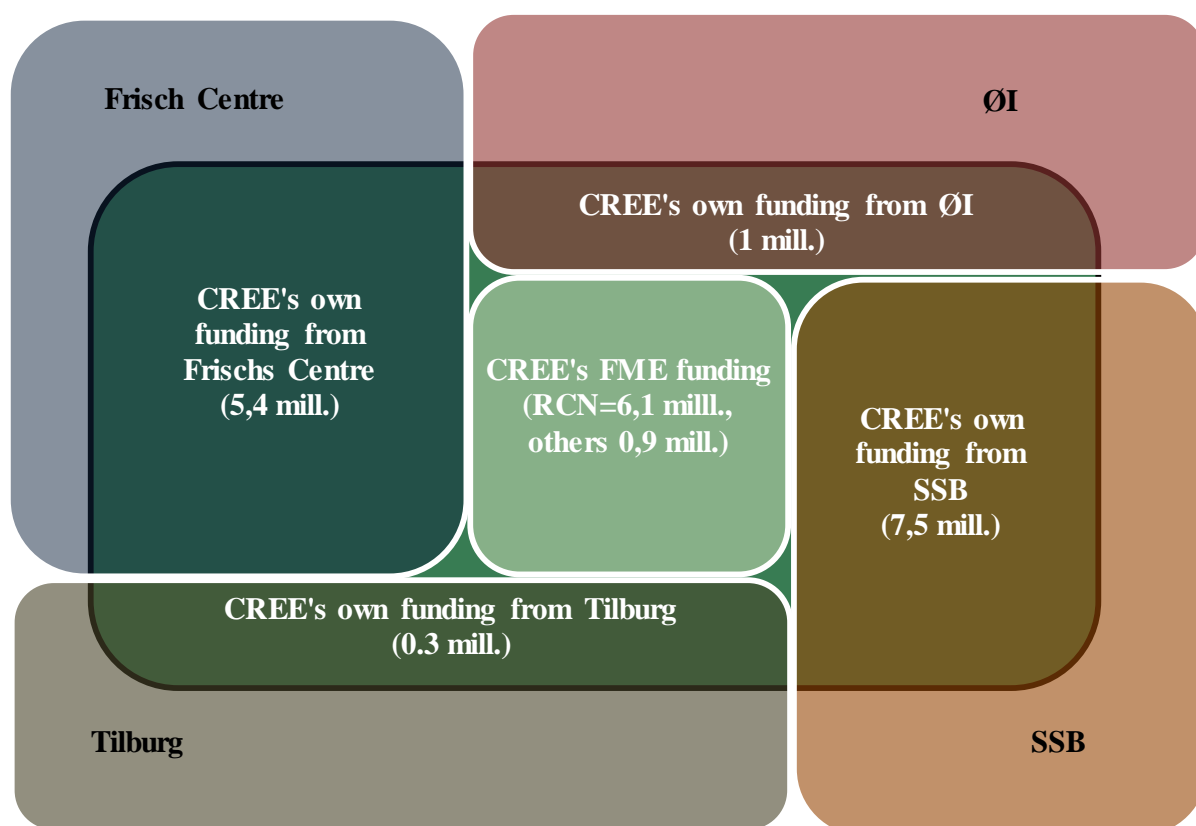 Frisch Centre
ØI
CREE's own funding from ØI
(1 mill.)
CREE's own
funding from
Frischs Centre
(5,4 mill.)
CREE's FME funding
(RCN=6,1 milll.,
others 0,9 mill.)
CREE's own
funding from
SSB
(7,5 mill.)
CREE's own funding from Tilburg
(0.3 mill.)
Tilburg
SSB